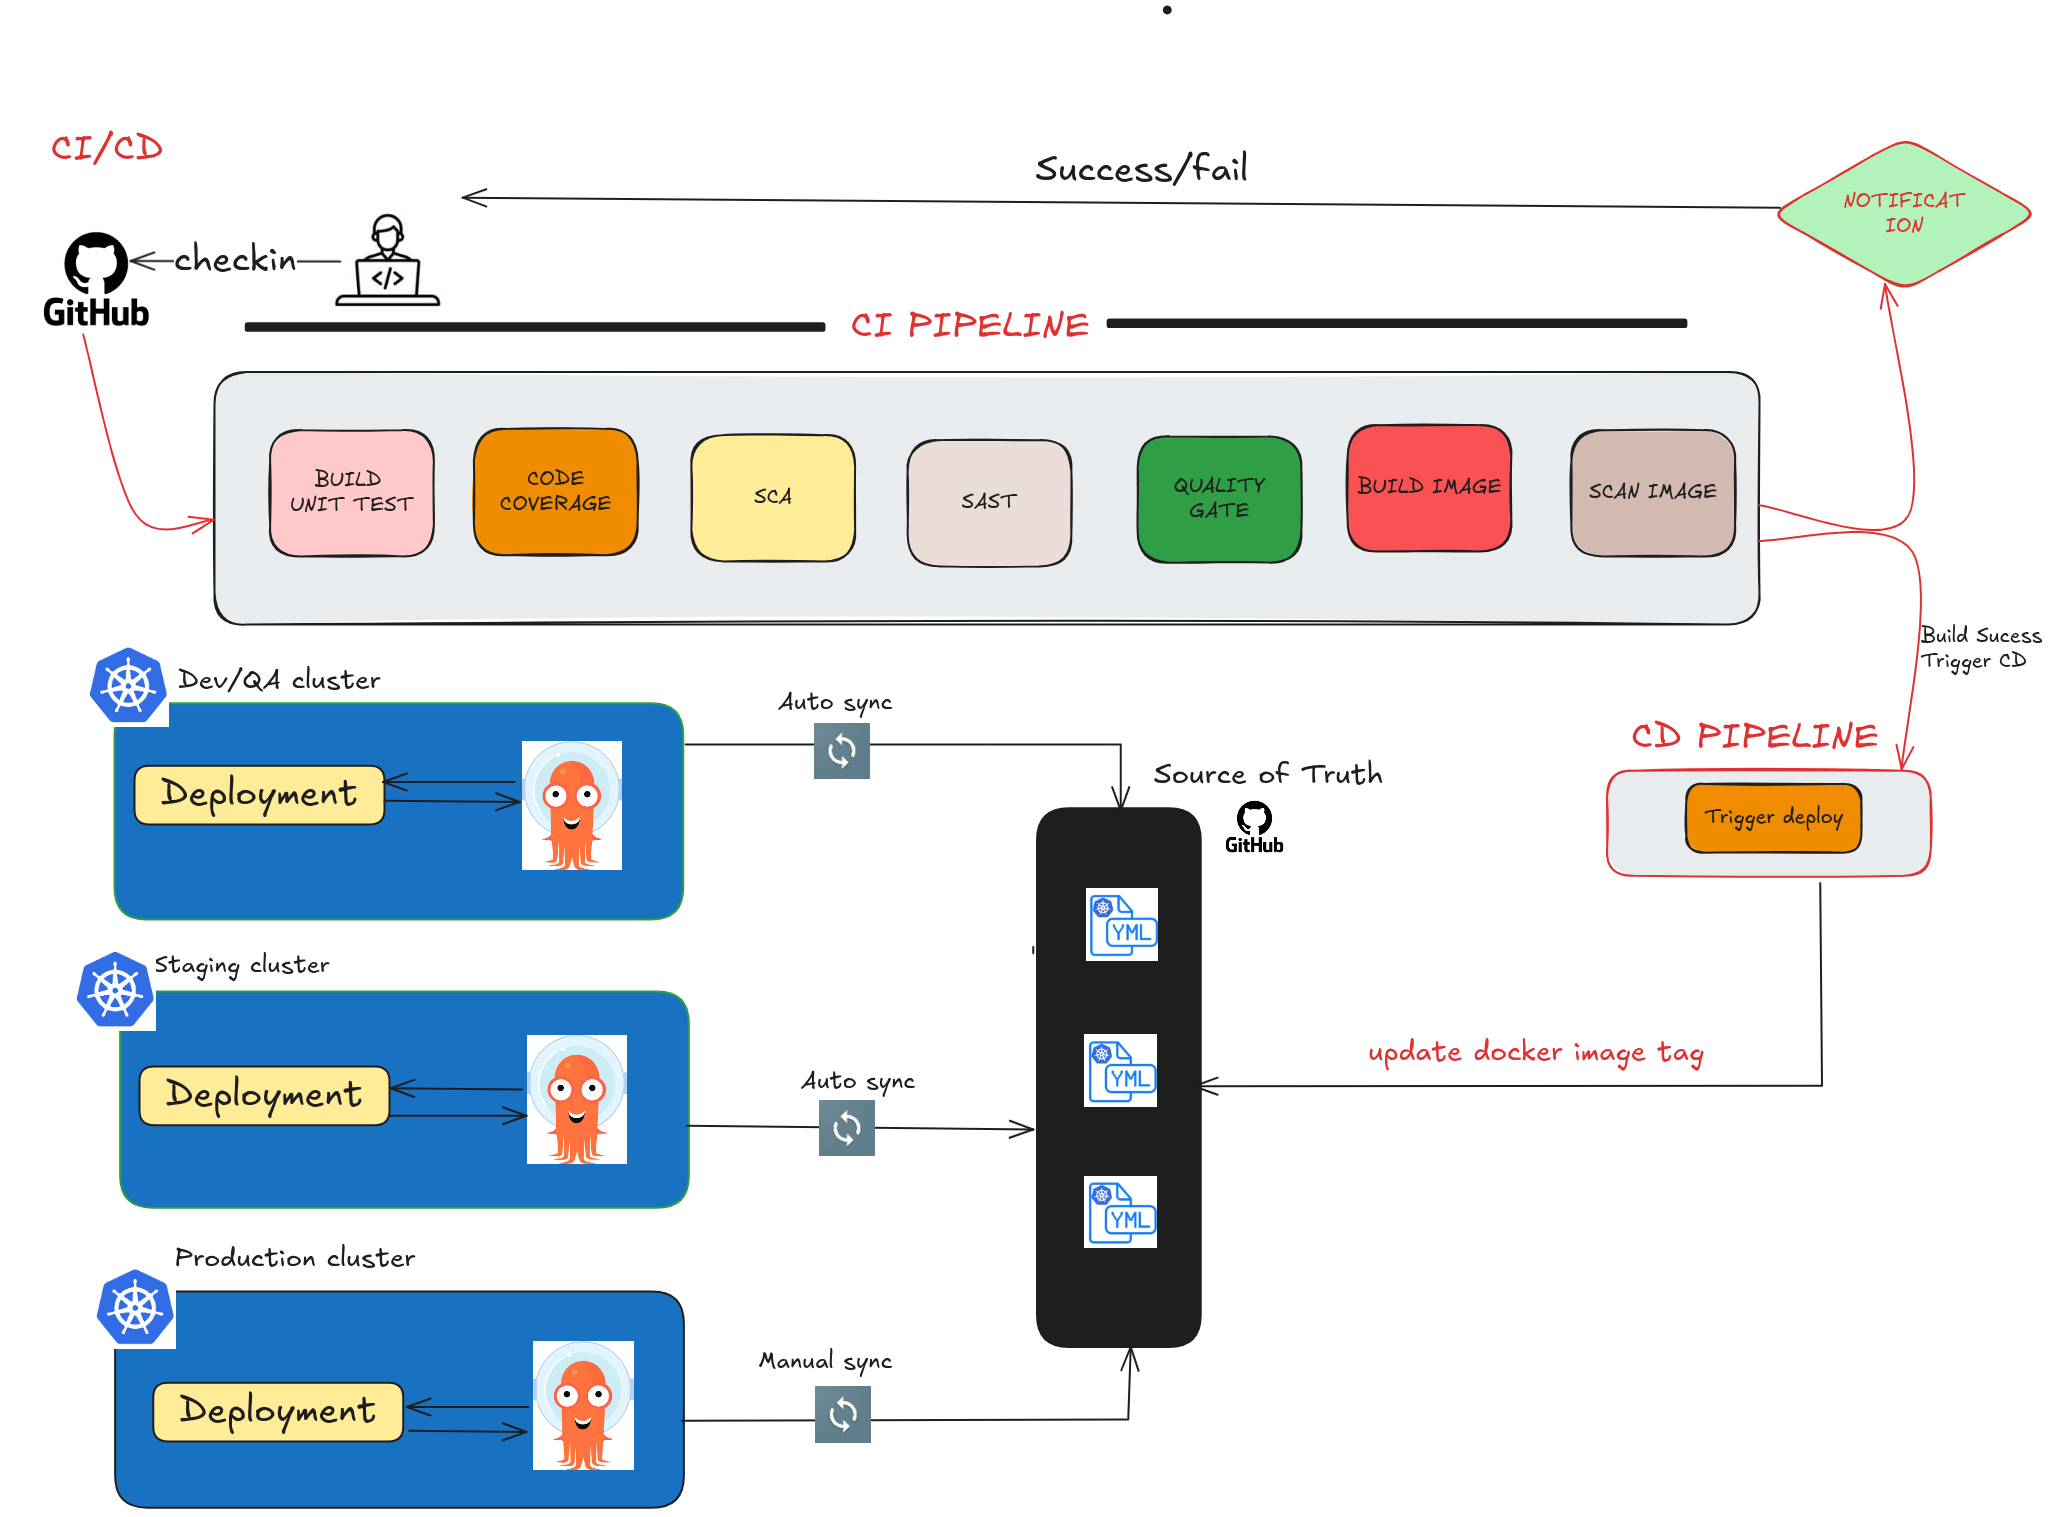 CI/CD
Success/fail
NOTIFICAT
ION
checkin
</>
GitHub
CI PIPELINE
BUILD
UNIT TEST
CODE
COVERAGE
SCA
SAST
QUALITY
GATE
BUILD IMAGE
SCAN IMAGE
Build Sucess
Trigger CD
Dev/QA cluster
Auto sync
Deployment
Source of Truth
GitHub
CD PIPELINE
Trigger deploy
YML
Staging cluster
Deployment
Auto sync
YML
update docker image tag
YML
Production cluster
Manual sync
Deployment